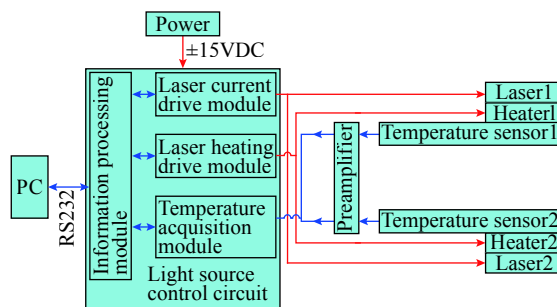 Power
±15VDC
Laser current
drive module
Laser heating
drive module
Temperature
acquisition
module
Light source
control circuit
Information processing
module
PC
RS232
Preamplifier
Laser1
Heater1
Temperature sensor1
Temperature sensor2
Heater2
Laser2